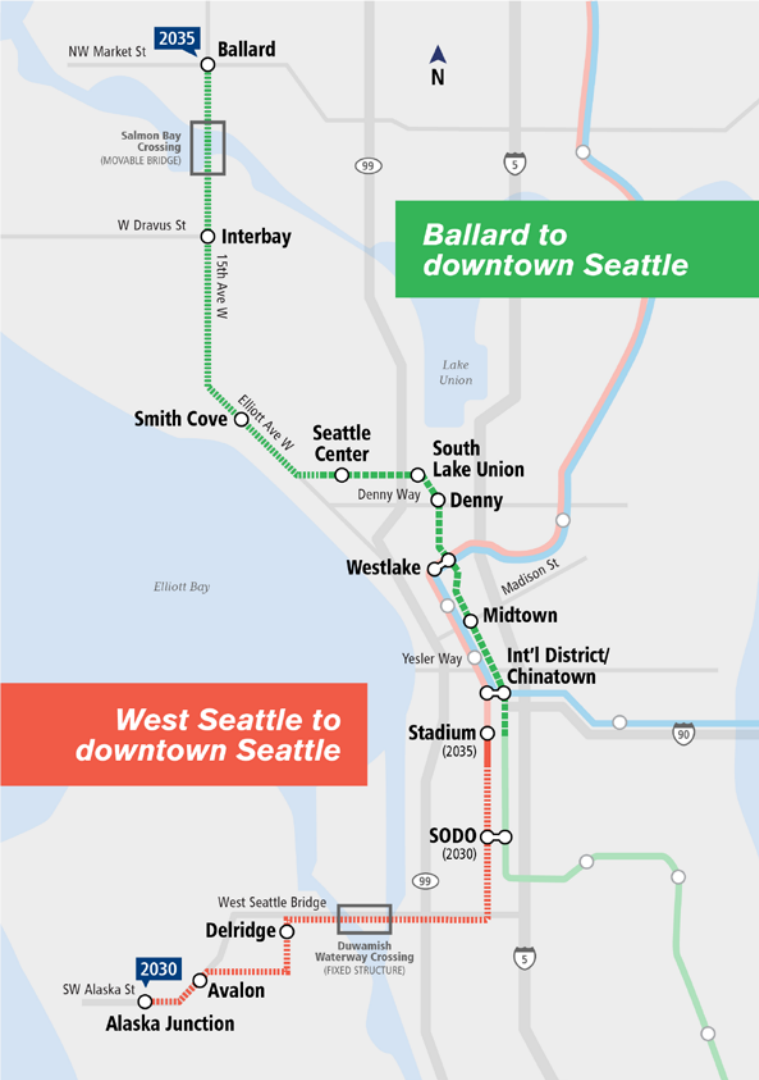 2035
NW Market St
Ballard
N
Salmon Bay
Crossing
(MOVABLE BRIDGE)
99
5
W Dravus St
Interbay
15th Ave W
Ballard to
downtown Seattle
Lake
Union
Smith Cove
Elliott Ave W
Seattle
Center
South
Lake Union
Denny Way
Denny
Westlake
Madison St
Elliott Bay
Midtown
Yesler Way
Int'l District/
Chinatown
West Seattle to
downtown Seattle
Stadium
(2035)
90
SODO
(2030)
99
West Seattle Bridge
Delridge
Duwamish
Waterway Crossing
(FIXED STRUCTURE)
5
2030
SW Alaska St
Avalon
Alaska Junction